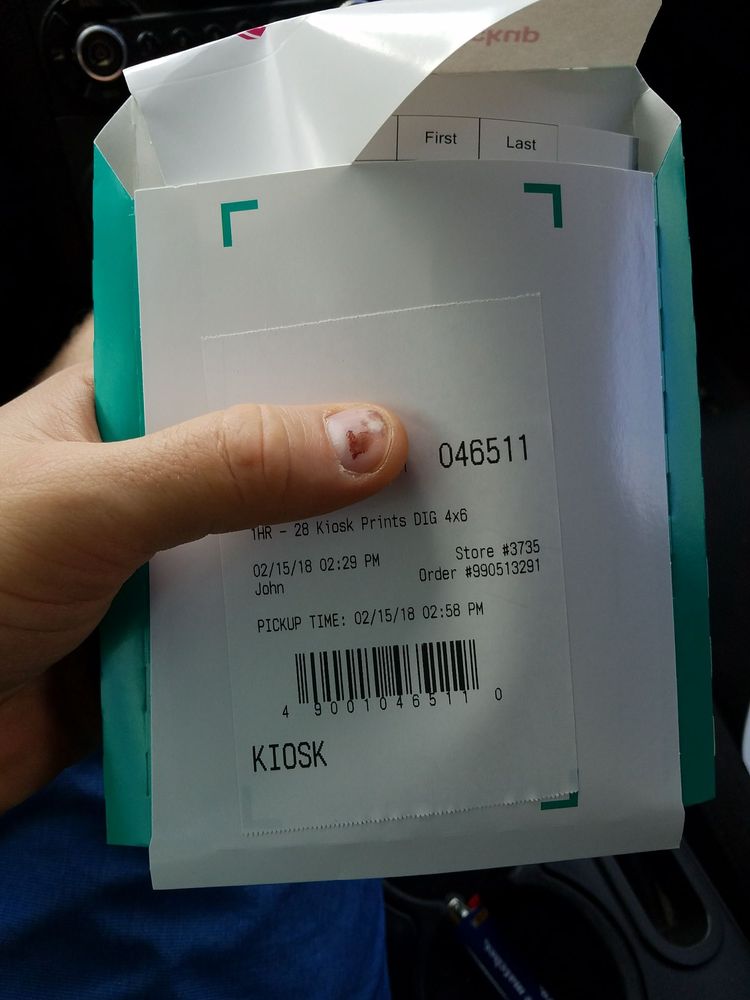 First Last
046511
1HR - 28 Kiosk Prints DIG 4x6
02/15/18 02:29 PM Store #3735
John Order #990513291
PICKUP TIME: 02/15/18 02:58 PM
4 9001046511 0
KIOSK